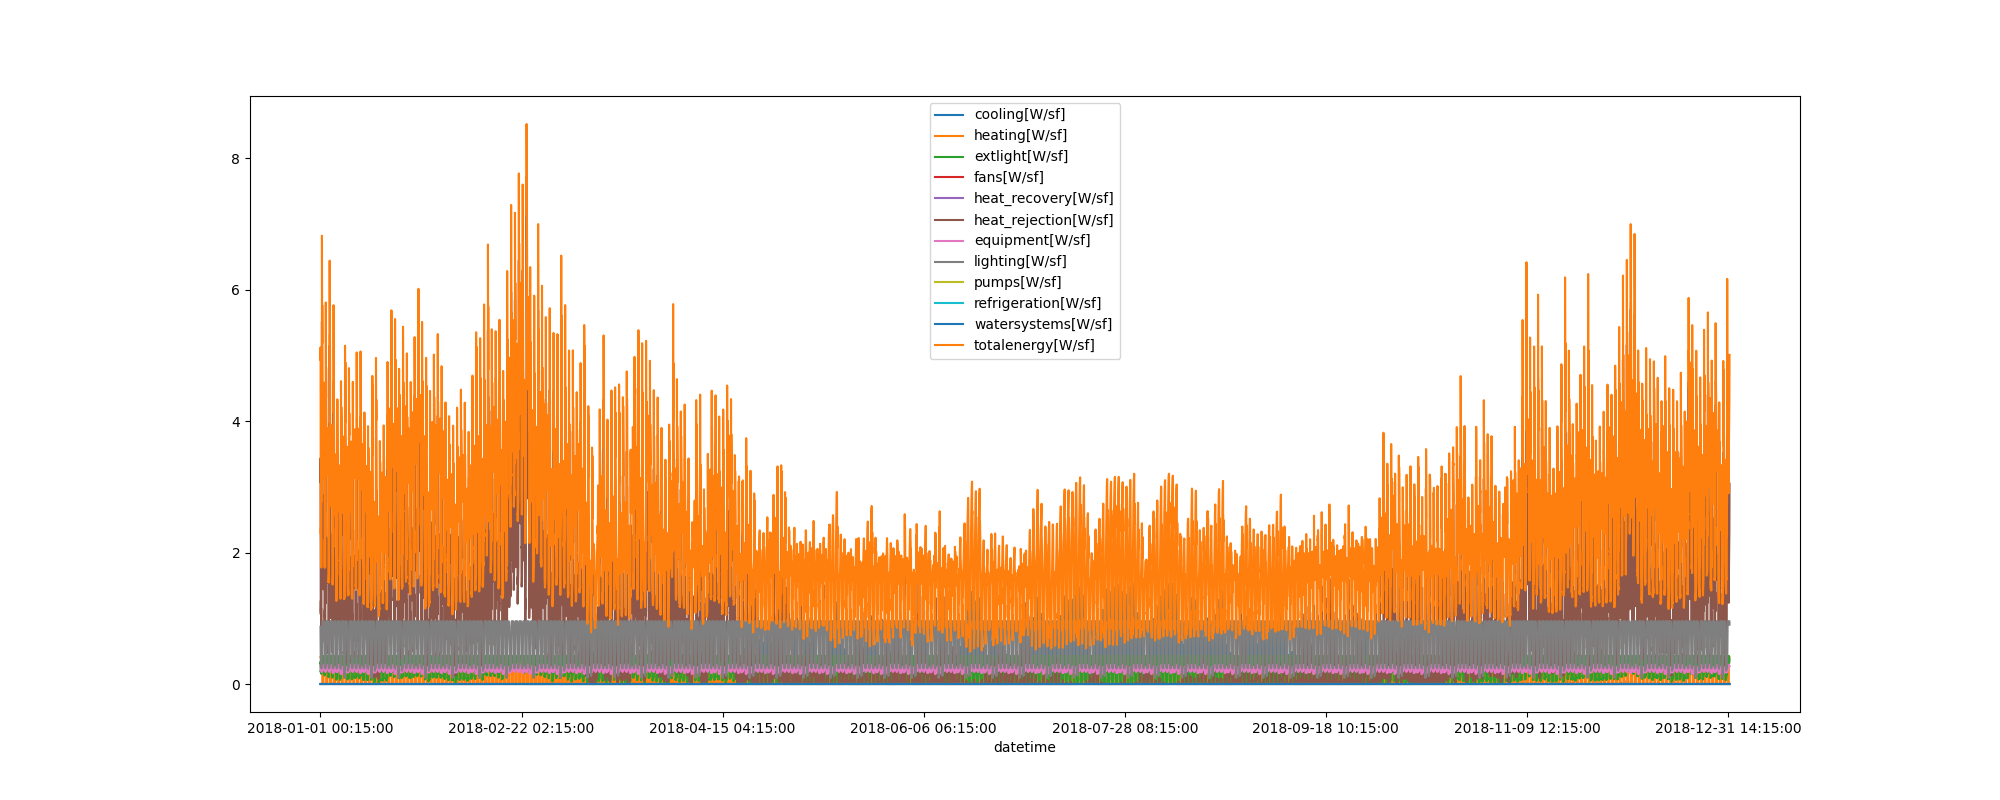 cooling[W/sf]
heating[W/sf]
extlight[W/sf]
fans[W/sf]
heat_recovery[W/sf]
heat_rejection[W/sf]
equipment[W/sf]
lighting[W/sf]
pumps[W/sf]
refrigeration[W/sf]
watersystems[W/sf]
totalenergy[W/sf]
8
6
4
2
0
2018-01-01 00:15:00 2018-02-22 02:15:00 2018-04-15 04:15:00 2018-06-06 06:15:00 2018-07-28 08:15:00 2018-09-18 10:15:00 2018-11-09 12:15:00 2018-12-31 14:15:00
datetime